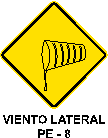 VIENTO LATERAL
PE - 8